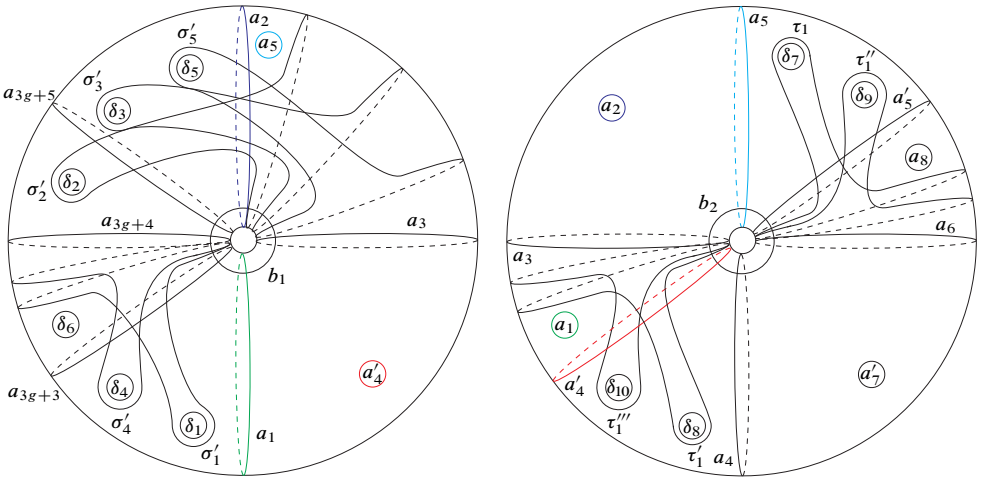 a₂
a₅
σ′₅
δ₅
σ′₃
a₃g₊₅
δ₃
σ′₂
δ₂
a₃g₊₄
a₃
b₁
δ₆
a₃g₊₃
δ₄
σ′₄
δ₁
σ′₁
a₁
a′₄
a₅
τ₁
δ₇
τ″₁
δ₉
a′₅
a₂
a₈
b₂
a₆
a₃
a₁
a′₄
δ₁₀
τ‴₁
δ₈
τ′₁
a₄
a′₇